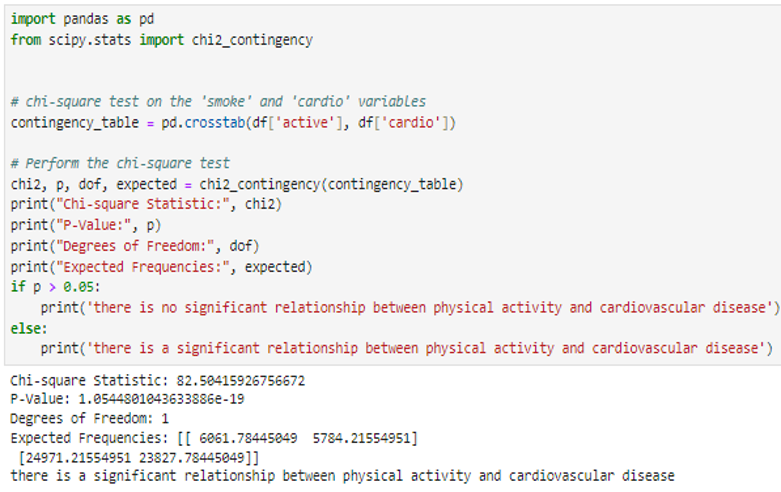 import pandas as pd
from scipy.stats import chi2_contingency
# chi-square test on the 'smoke' and 'cardio' variables
contingency_table = pd.crosstab(df['active'], df['cardio'])
# Perform the chi-square test
chi2, p, dof, expected = chi2_contingency(contingency_table)
print("Chi-square Statistic:", chi2)
print("P-Value:", p)
print("Degrees of Freedom:", dof)
print("Expected Frequencies:", expected)
if p > 0.05:
    print('there is no significant relationship between physical activity and cardiovascular disease')
else:
    print('there is a significant relationship between physical activity and cardiovascular disease')
Chi-square Statistic: 82.50415926756672
P-Value: 1.0544801043633886e-19
Degrees of Freedom: 1
Expected Frequencies: [[ 6061.78445049  5784.21554951]
 [24971.21554951 23827.78445049]]
there is a significant relationship between physical activity and cardiovascular disease